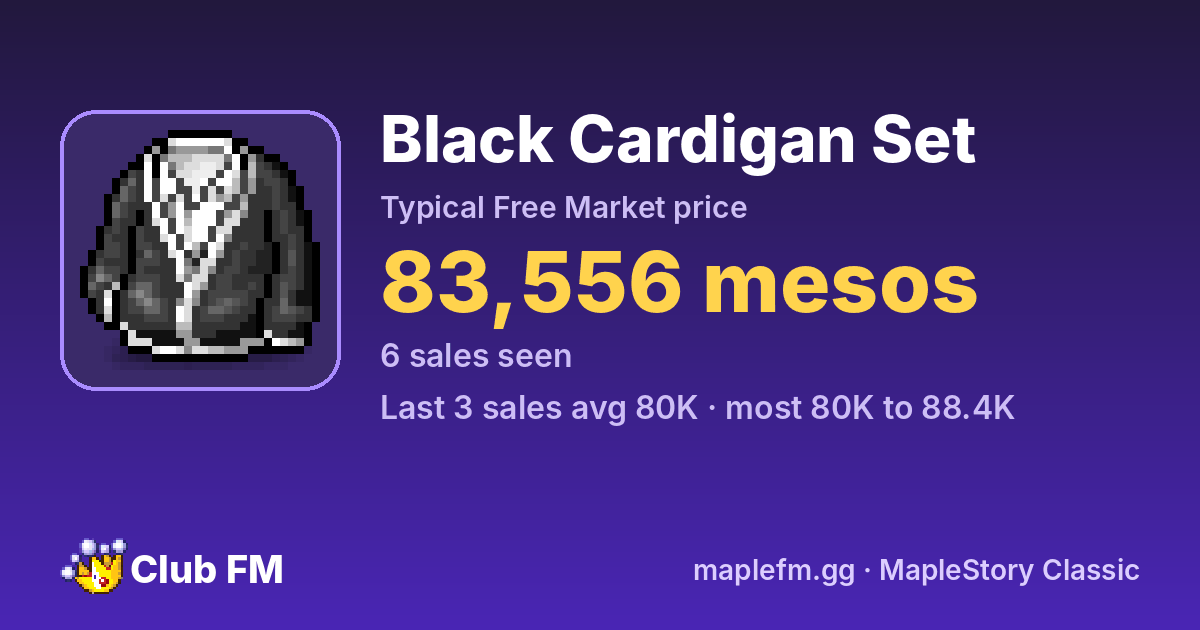 Black Cardigan Set
Typical Free Market price
83,556 mesos
6 sales seen
Last 3 sales avg 80K · most 80K to 88.4K
Club FM
maplefm.gg · MapleStory Classic